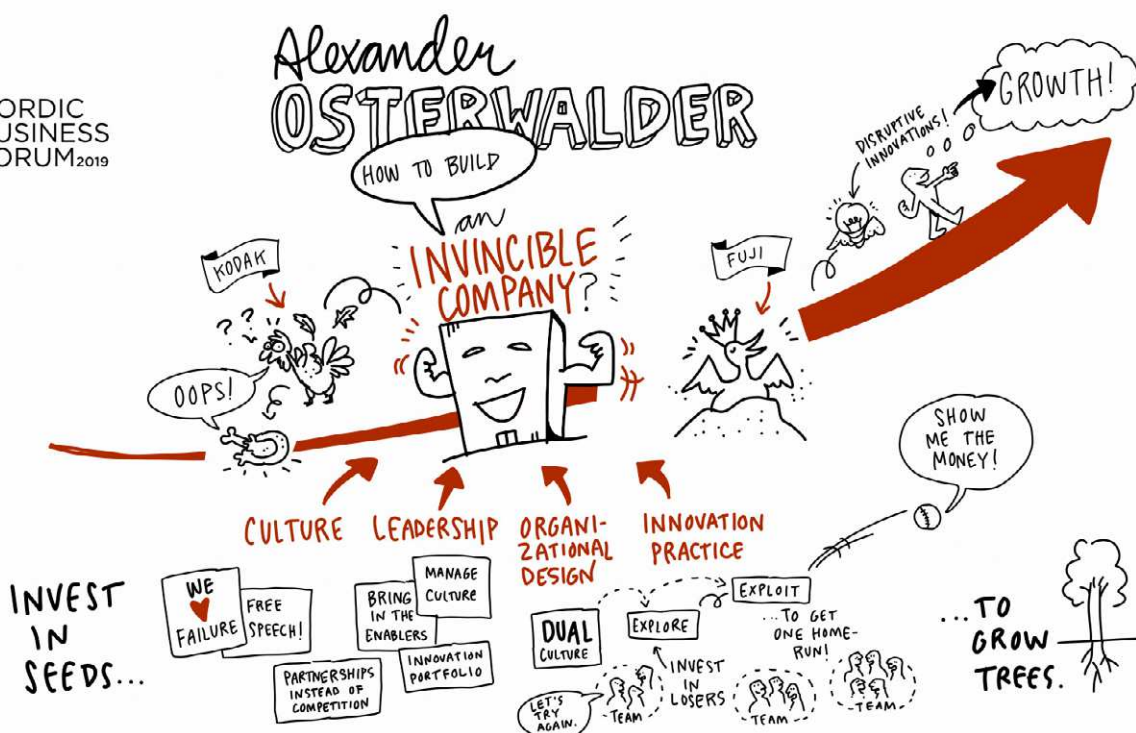 ORDIC
USINESS
ORUM2019
Alexander
OSTERWALDER
HOW TO BUILD
an
INVINCIBLE
COMPANY?
KODAK
? ?
OOPS!
FUJI
DISRUPTIVE
INNOVATIONS!
GROWTH!
SHOW
ME THE
MONEY!
CULTURE
LEADERSHIP
ORGANI-
ZATIONAL
DESIGN
INNOVATION
PRACTICE
INVEST
IN
SEEDS...
WE
♥
FAILURE
FREE
SPEECH!
PARTNERSHIPS
INSTEAD OF
COMPETITION
BRING
IN THE
ENABLERS
MANAGE
CULTURE
INNOVATION
PORTFOLIO
DUAL
CULTURE
EXPLORE
EXPLOIT
LET'S
TRY
AGAIN.
TEAM
INVEST
IN
LOSERS
...TO GET
ONE HOME-
RUN!
TEAM
TEAM
...TO
GROW
TREES.